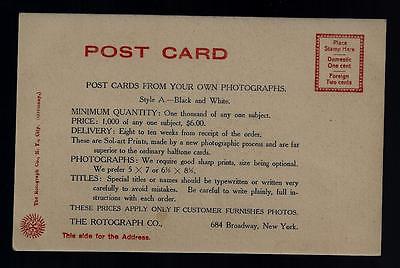 POST CARD
Place
Stamp Here
Domestic
One cent
Foreign
Two cents
POST CARDS FROM YOUR OWN PHOTOGRAPHS.
Style A.—Black and White.
MINIMUM QUANTITY: One thousand of any one subject.
PRICE: 1,000 of any one subject, $6.00.
DELIVERY: Eight to ten weeks from receipt of the order.
These are Sol-art Prints, made by a new photographic process and are far
superior to the ordinary halftone cards.
PHOTOGRAPHS: We require good sharp prints, size being optional.
We prefer 5 × 7 or 6½ × 8½.
TITLES: Special titles or names should be typewritten or written very
carefully to avoid mistakes. Be careful to write plainly, full in-
structions with each order.
THESE PRICES APPLY ONLY IF CUSTOMER FURNISHES PHOTOS.
THE ROTOGRAPH CO., 684 Broadway, New York.
This side for the Address.
The Rotograph Co., N. Y. City. (Germany.)